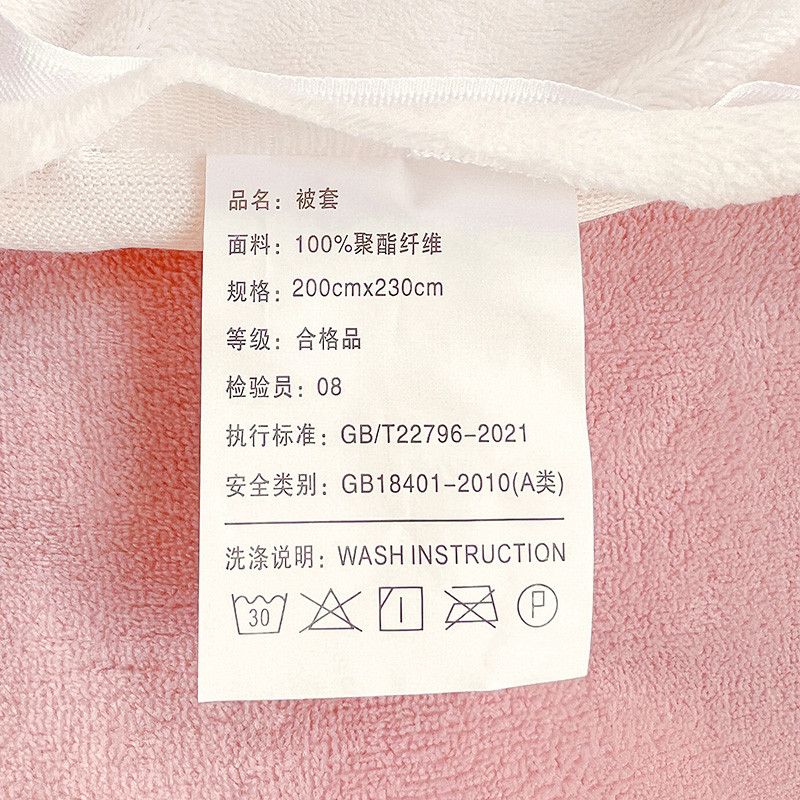 品名：被套
面料：100%聚酯纤维
规格：200cmx230cm
等级：合格品
检验员：08
执行标准：GB/T22796-2021
安全类别：GB18401-2010(A类)
洗涤说明：WASH INSTRUCTION
30 P